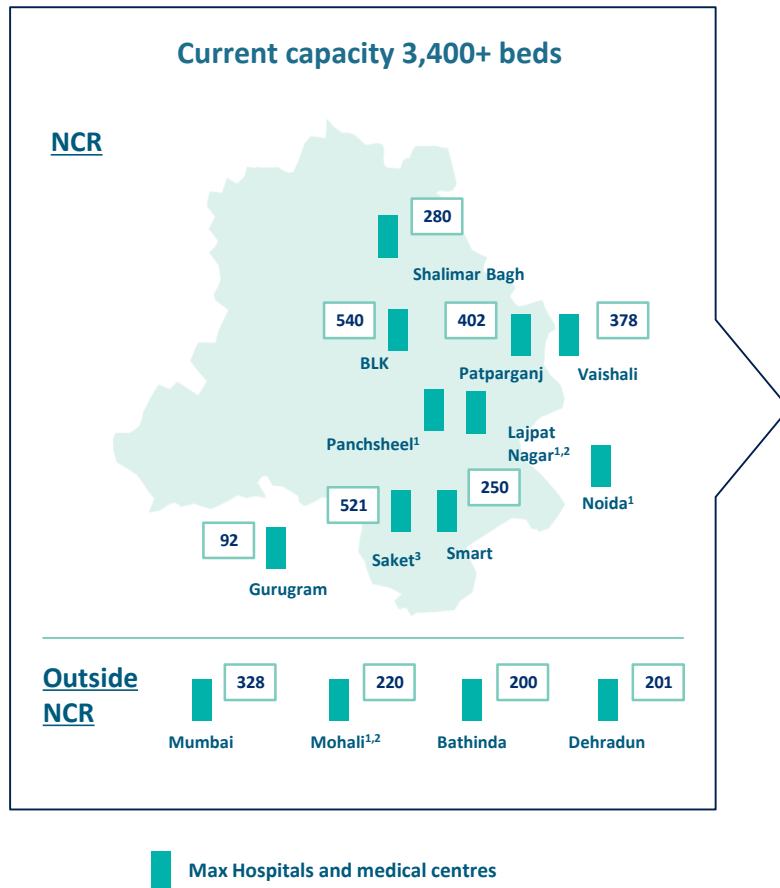 Current capacity 3,400+ beds
NCR
280
Shalimar Bagh
540
BLK
402
Patparganj
378
Vaishali
Panchsheel¹
Lajpat
Nagar¹,²
Noida¹
521
Saket³
250
Smart
92
Gurugram
Outside
NCR
328
Mumbai
220
Mohali¹,²
200
Bathinda
201
Dehradun
Max Hospitals and medical centres